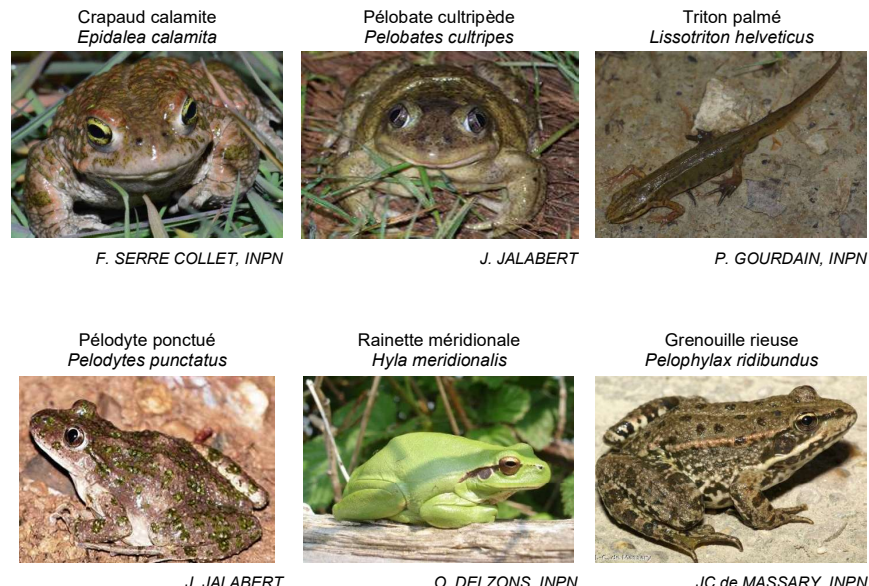 Crapaud calamite
Epidalea calamita
Pélobate cultripède
Pelobates cultripes
Triton palmé
Lissotriton helveticus
F. SERRE COLLET, INPN
J. JALABERT
P. GOURDAIN, INPN
Pélodyte ponctué
Pelodytes punctatus
Rainette méridionale
Hyla meridionalis
Grenouille rieuse
Pelophylax ridibundus
J. JALABERT
O. DELZONS, INPN
JC de MASSARY, INPN